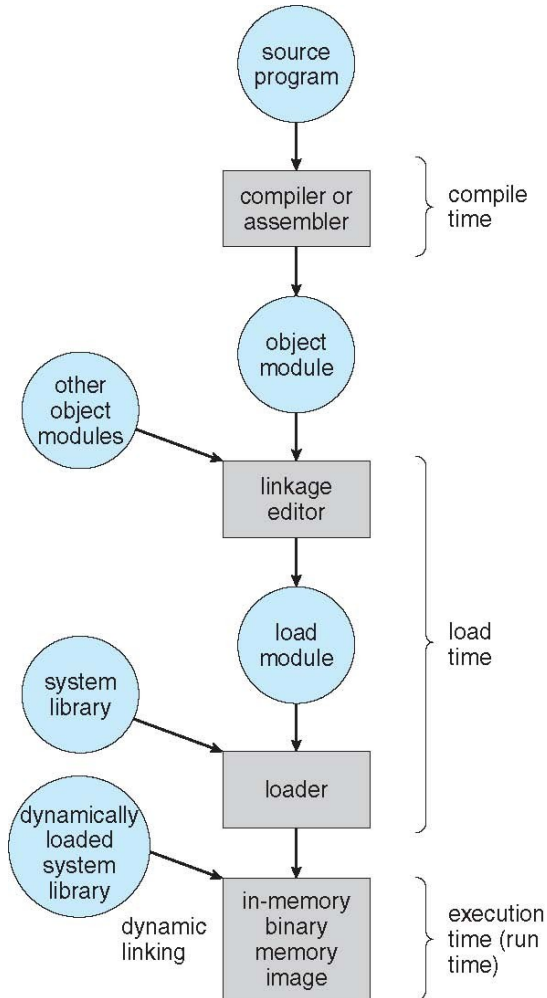 source
program
compiler or
assembler
compile
time
object
module
other
object
modules
linkage
editor
load
module
load
time
system
library
loader
dynamically
loaded
system
library
dynamic
linking
in-memory
binary
memory
image
execution
time (run
time)